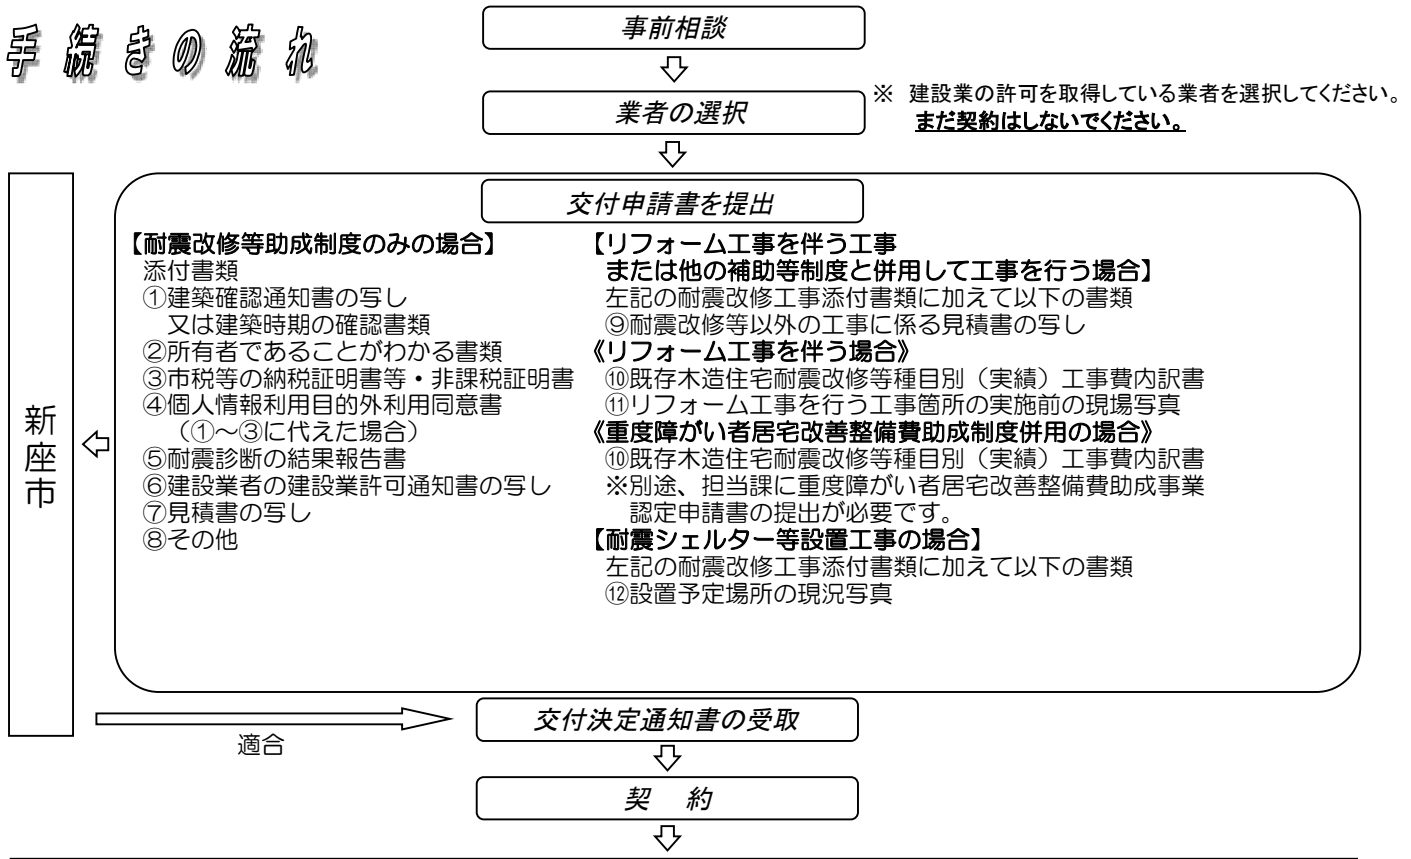 手続きの流れ
事前相談
業者の選択
※　建設業の許可を取得している業者を選択してください。
まだ契約はしないでください。
新座市
交付申請書を提出
【耐震改修等助成制度のみの場合】
添付書類
①建築確認通知書の写し
又は建築時期の確認書類
②所有者であることがわかる書類
③市税等の納税証明書等・非課税証明書
④個人情報利用目的外利用同意書
（①～③に代えた場合）
⑤耐震診断の結果報告書
⑥建設業者の建設業許可通知書の写し
⑦見積書の写し
⑧その他
【リフォーム工事を伴う工事
または他の補助等制度と併用して工事を行う場合】
左記の耐震改修工事添付書類に加えて以下の書類
⑨耐震改修等以外の工事に係る見積書の写し
《リフォーム工事を伴う場合》
⑩既存木造住宅耐震改修等種目別（実績）工事費内訳書
⑪リフォーム工事を行う工事箇所の実施前の現場写真
《重度障がい者居宅改善整備費助成制度併用の場合》
⑩既存木造住宅耐震改修等種目別（実績）工事費内訳書
※別途、担当課に重度障がい者居宅改善整備費助成事業
認定申請書の提出が必要です。
【耐震シェルター等設置工事の場合】
左記の耐震改修工事添付書類に加えて以下の書類
⑫設置予定場所の現況写真
適合
交付決定通知書の受取
契　約